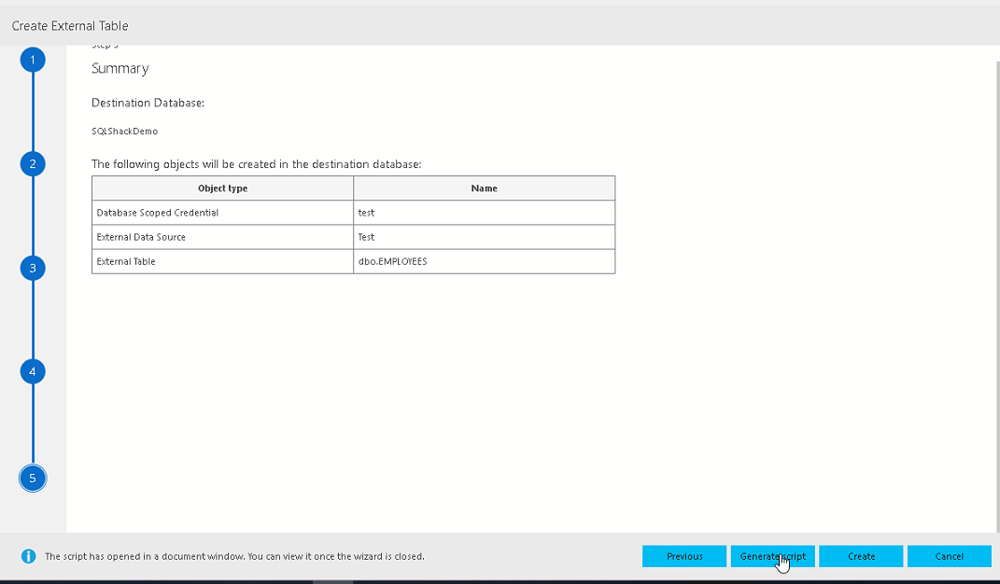 Create External Table
1
Step 5
Summary
Destination Database:
SQLShackDemo
2
The following objects will be created in the destination database:
Object type Name
Database Scoped Credential test
External Data Source Test
External Table dbo.EMPLOYEES
3
4
5
The script has opened in a document window. You can view it once the wizard is closed.
Previous Generate script Create Cancel